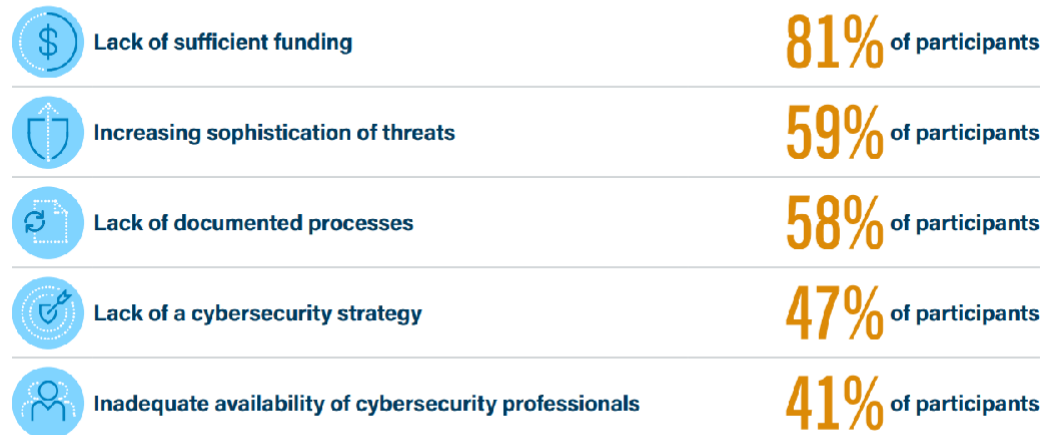 $
Lack of sufficient funding 81% of participants
Increasing sophistication of threats 59% of participants
Lack of documented processes 58% of participants
Lack of a cybersecurity strategy 47% of participants
Inadequate availability of cybersecurity professionals 41% of participants